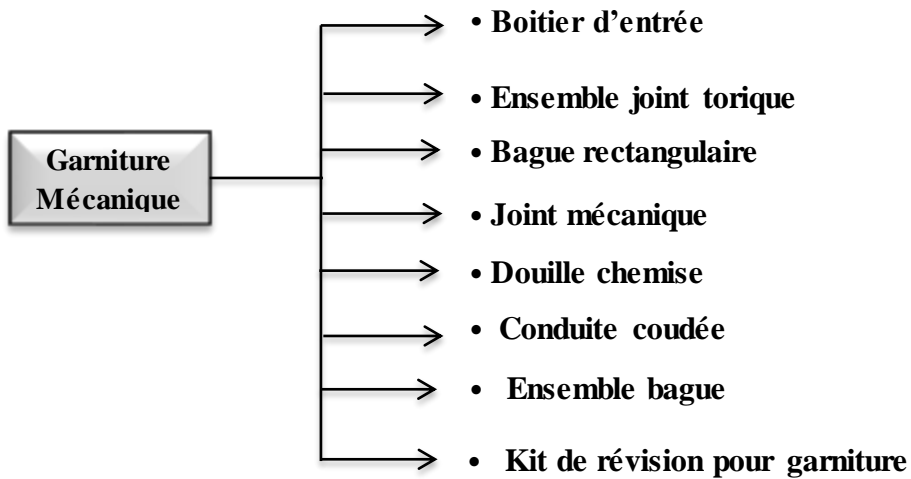 • Boitier d'entrée
• Ensemble joint torique
Garniture
Mécanique
• Bague rectangulaire
• Joint mécanique
• Douille chemise
• Conduite coudée
• Ensemble bague
• Kit de révision pour garniture